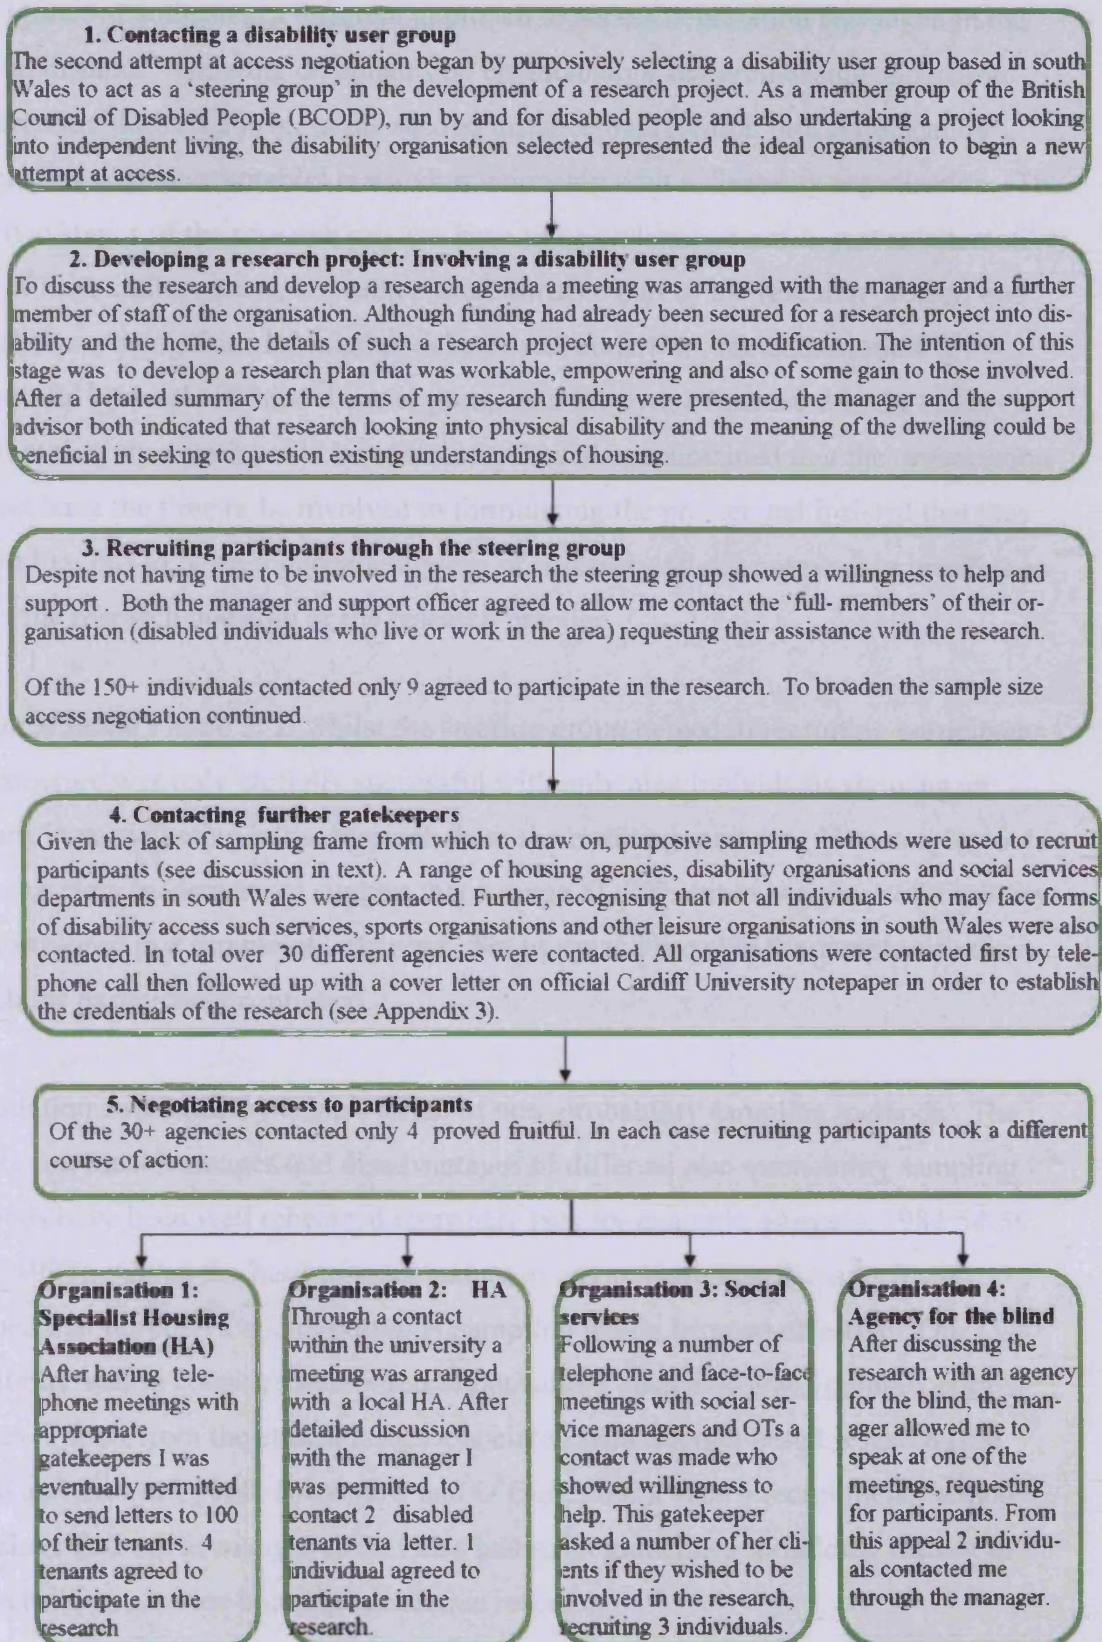 1. Contacting a disability user group
The second attempt at access negotiation began by purposively selecting a disability user group based in south
Wales to act as a ‘steering group’ in the development of a research project. As a member group of the British
Council of Disabled People (BCODP), run by and for disabled people and also undertaking a project looking
into independent living, the disability organisation selected represented the ideal organisation to begin a new
attempt at access.
2. Developing a research project: Involving a disability user group
To discuss the research and develop a research agenda a meeting was arranged with the manager and a further
member of staff of the organisation. Although funding had already been secured for a research project into dis-
ability and the home, the details of such a research project were open to modification. The intention of this
stage was to develop a research plan that was workable, empowering and also of some gain to those involved.
After a detailed summary of the terms of my research funding were presented, the manager and the support
advisor both indicated that research looking into physical disability and the meaning of the dwelling could be
beneficial in seeking to question existing understandings of housing.
3. Recruiting participants through the steering group
Despite not having time to be involved in the research the steering group showed a willingness to help and
support . Both the manager and support officer agreed to allow me contact the ‘full- members’ of their or-
ganisation (disabled individuals who live or work in the area) requesting their assistance with the research.
Of the 150+ individuals contacted only 9 agreed to participate in the research. To broaden the sample size
access negotiation continued.
4. Contacting further gatekeepers
Given the lack of sampling frame from which to draw on, purposive sampling methods were used to recruit
participants (see discussion in text). A range of housing agencies, disability organisations and social services
departments in south Wales were contacted. Further, recognising that not all individuals who may face forms
of disability access such services, sports organisations and other leisure organisations in south Wales were also
contacted. In total over 30 different agencies were contacted. All organisations were contacted first by tele-
phone call then followed up with a cover letter on official Cardiff University notepaper in order to establish
the credentials of the research (see Appendix 3).
5. Negotiating access to participants
Of the 30+ agencies contacted only 4 proved fruitful. In each case recruiting participants took a different
course of action:
Organisation 1:
Specialist Housing
Association (HA)
After having tele-
phone meetings with
appropriate
gatekeepers I was
eventually permitted
to send letters to 100
of their tenants. 4
tenants agreed to
participate in the
research
Organisation 2: HA
Through a contact
within the university a
meeting was arranged
with a local HA. After
detailed discussion
with the manager I
was permitted to
contact 2 disabled
tenants via letter. 1
individual agreed to
participate in the
research.
Organisation 3: Social
services
Following a number of
telephone and face-to-face
meetings with social ser-
vice managers and OTs a
contact was made who
showed willingness to
help. This gatekeeper
asked a number of her cli-
ents if they wished to be
involved in the research,
recruiting 3 individuals.
Organisation 4:
Agency for the blind
After discussing the
research with an agency
for the blind, the man-
ager allowed me to
speak at one of the
meetings, requesting
for participants. From
this appeal 2 individu-
als contacted me
through the manager.